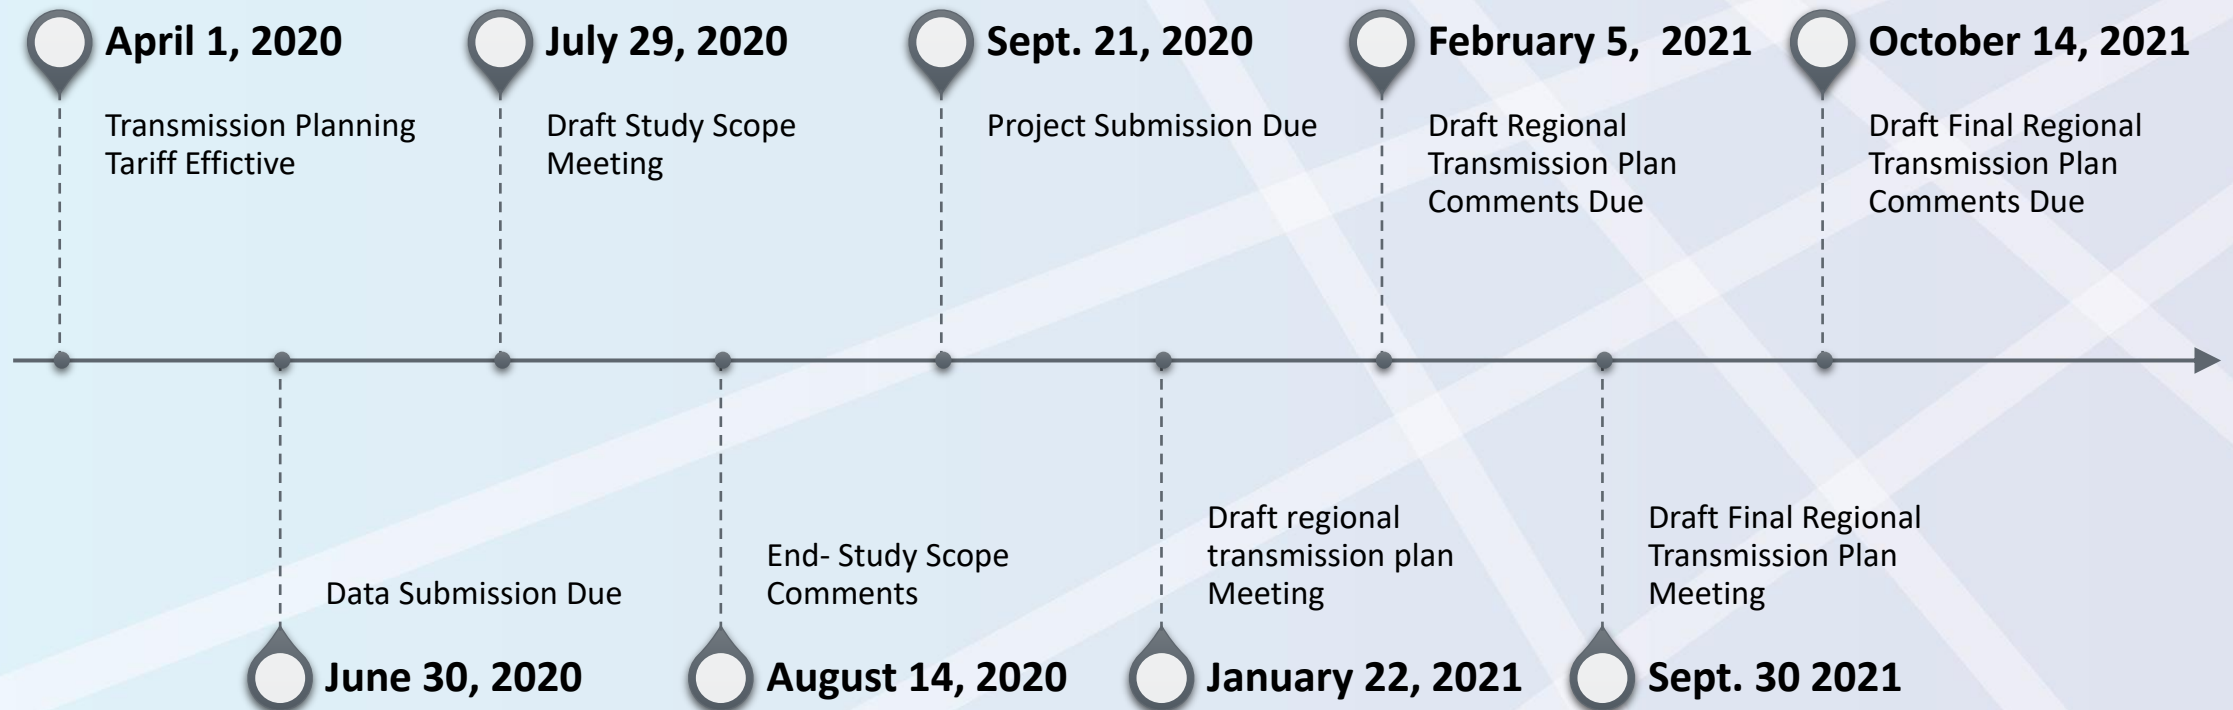 April 1, 2020
Transmission Planning
Tariff Effictive
July 29, 2020
Draft Study Scope
Meeting
Sept. 21, 2020
Project Submission Due
February 5, 2021
Draft Regional
Transmission Plan
Comments Due
October 14, 2021
Draft Final Regional
Transmission Plan
Comments Due
Data Submission Due
June 30, 2020
End- Study Scope
Comments
August 14, 2020
Draft regional
transmission plan
Meeting
January 22, 2021
Draft Final Regional
Transmission Plan
Meeting
Sept. 30 2021